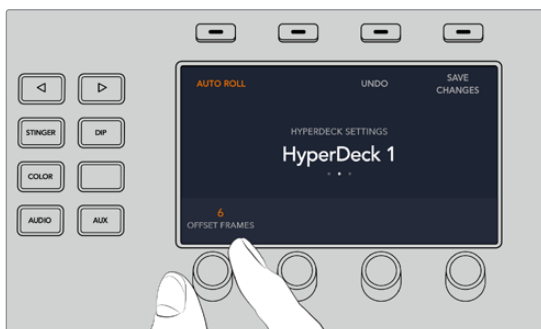 AUTO ROLL
UNDO
SAVE
CHANGES
STINGER
DIP
HYPERDECK SETTINGS
HyperDeck 1
COLOR
AUDIO
AUX
6
OFFSET FRAMES